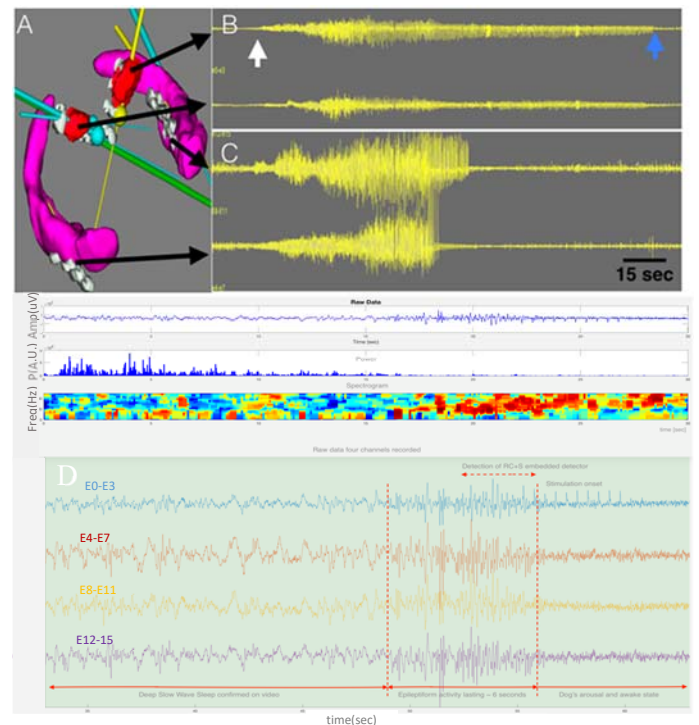 A
B
C
15 sec
Raw Data
Amp(uV)
Time (sec)
P(A.U.)
Power
Spectrogram
Freq(Hz)
time [sec]
Raw data four channels recorded
D
Detection of RC+S embedded detector
E0-E3
Stimulation onset
E4-E7
E8-E11
E12-15
Deep Slow Wave Sleep confirmed on video
Epileptiform activity lasting ~ 6 seconds
Dog's arousal and awake state
time(sec)